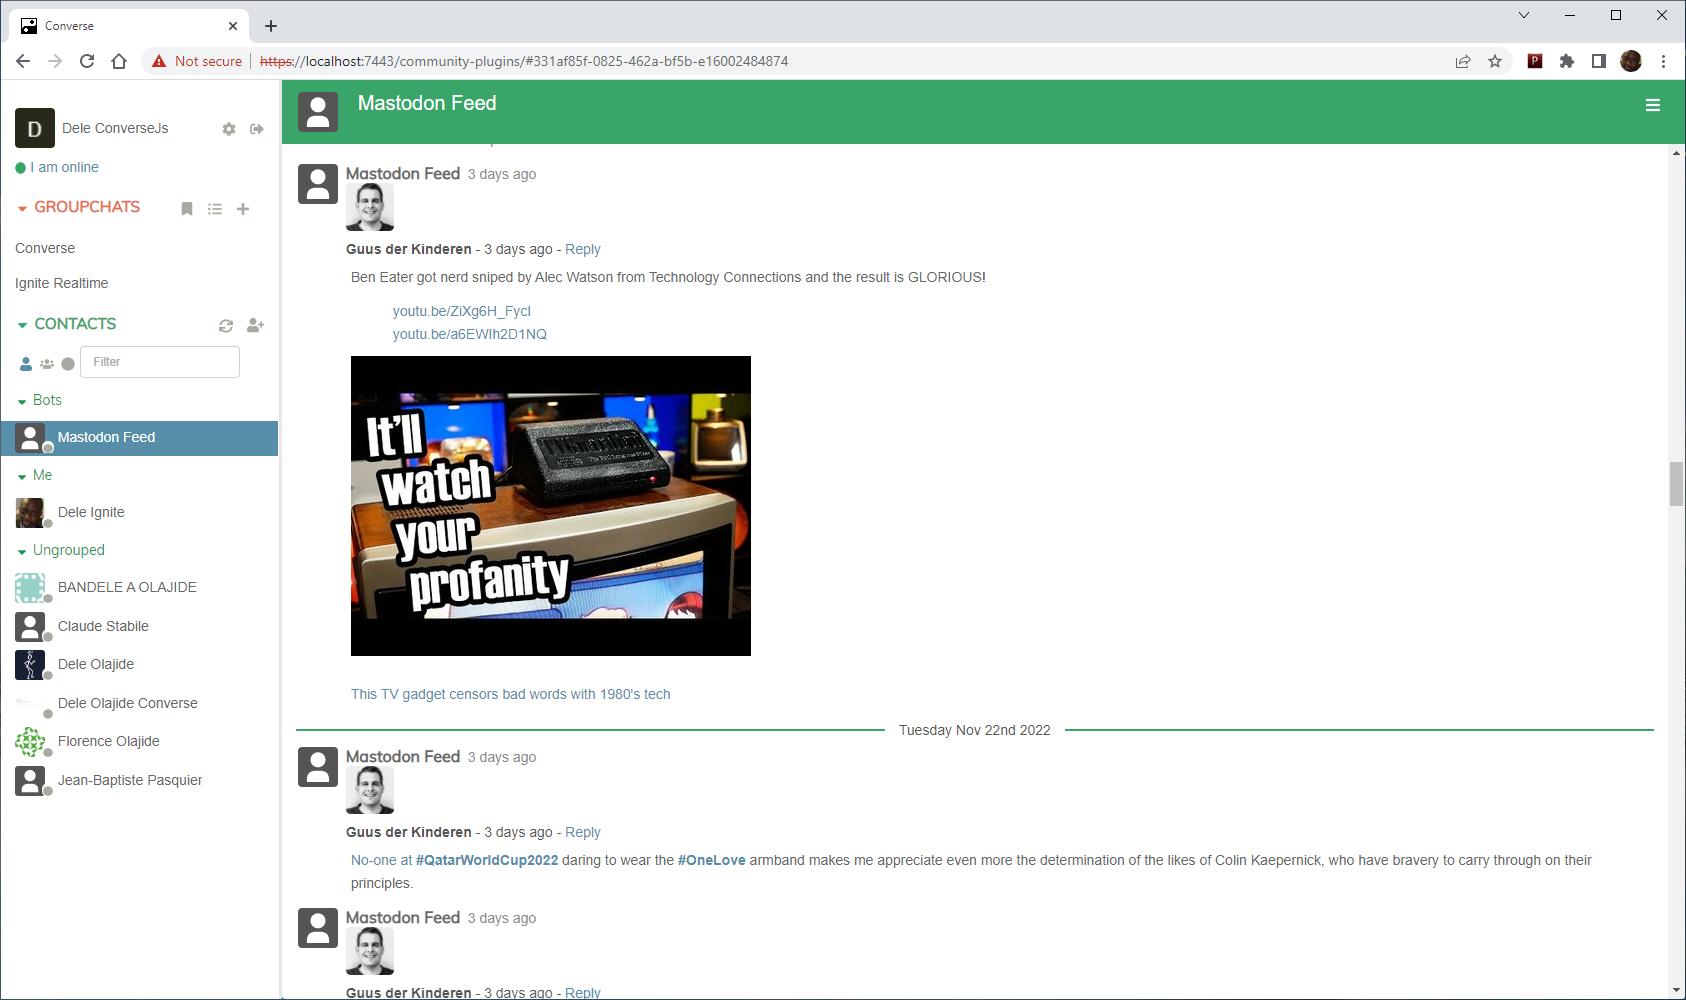 Converse
Not secure
https://localhost:7443/community-plugins/#331af85f-0825-462a-bf5b-e16002484874
D
Dele ConverseJs
I am online
GROUPCHATS
Converse
Ignite Realtime
CONTACTS
Filter
Bots
Mastodon Feed
Me
Dele Ignite
Ungrouped
BANDELE A OLAJIDE
Claude Stabile
Dele Olajide
Dele Olajide Converse
Florence Olajide
Jean-Baptiste Pasquier
Mastodon Feed
Mastodon Feed 3 days ago
Guus der Kinderen - 3 days ago - Reply
Ben Eater got nerd sniped by Alec Watson from Technology Connections and the result is GLORIOUS!
youtu.be/ZiXg6H_FycI
youtu.be/a6EWIh2D1NQ
It'll
watch
your
profanity
This TV gadget censors bad words with 1980's tech
Tuesday Nov 22nd 2022
Mastodon Feed 3 days ago
Guus der Kinderen - 3 days ago - Reply
No-one at #QatarWorldCup2022 daring to wear the #OneLove armband makes me appreciate even more the determination of the likes of Colin Kaepernick, who have bravery to carry through on their
principles.
Mastodon Feed 3 days ago
Guus der Kinderen - 3 days ago - Reply